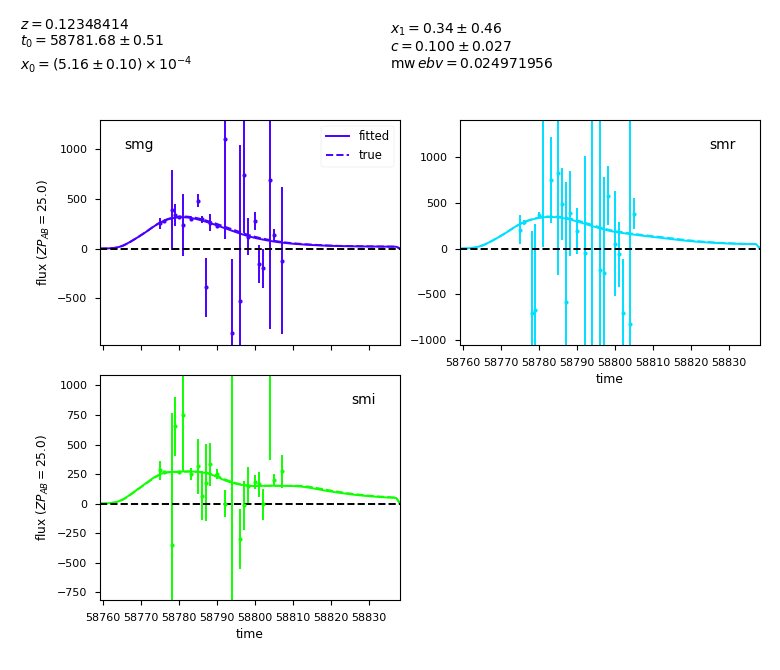 z = 0.12348414
t₀ = 58781.68 ± 0.51
x₀ = (5.16 ± 0.10) × 10⁻⁴
x₁ = 0.34 ± 0.46
c = 0.100 ± 0.027
mw ebv = 0.024971956
smg
fitted
true
1000
500
0
−500
flux (ZP_AB = 25.0)
smr
1000
500
0
−500
−1000
58760 58770 58780 58790 58800 58810 58820 58830
time
smi
1000
750
500
250
0
−250
−500
−750
flux (ZP_AB = 25.0)
58760 58770 58780 58790 58800 58810 58820 58830
time